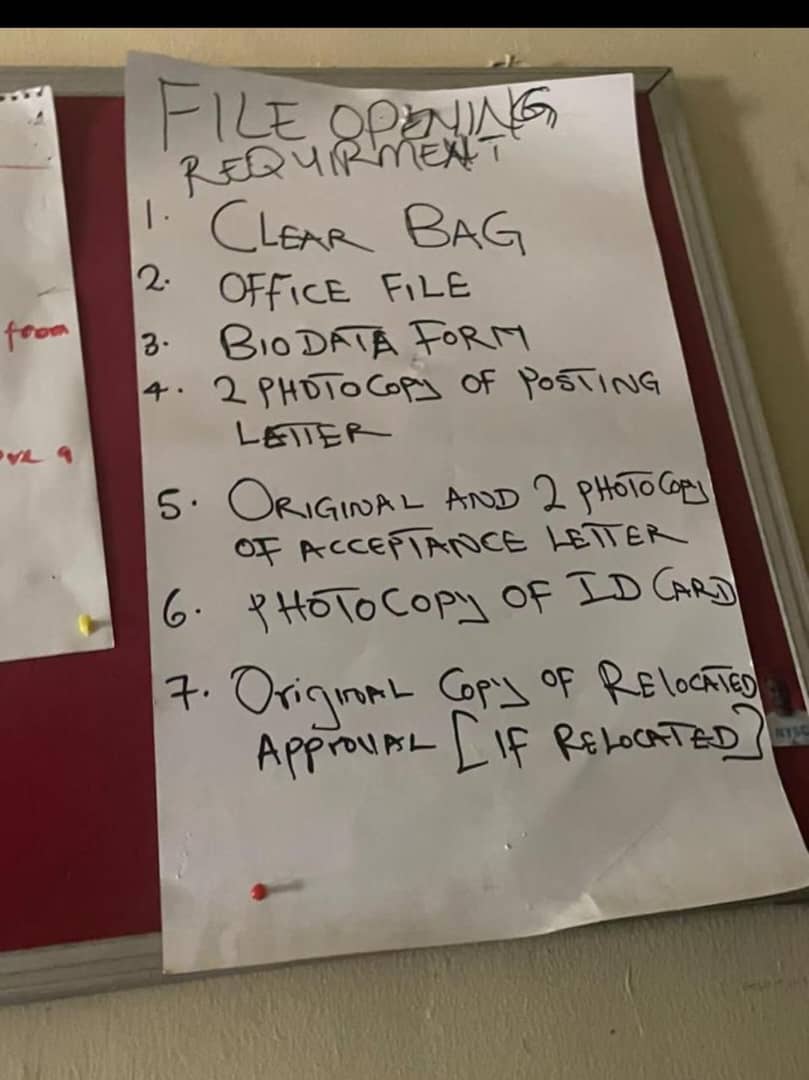 FILE OPENING
REQUIRMENT
1. CLEAR BAG
2. OFFICE FILE
3. BIODATA FORM
4. 2 PHOTOCOPY OF POSTING
LETTER
5. ORIGINAL AND 2 PHOTOCOPY
OF ACCEPTANCE LETTER
6. PHOTOCOPY OF ID CARD
7. Original Copy OF RELOCATED
APPROVAL [IF RELOCATED]
from
NYSC